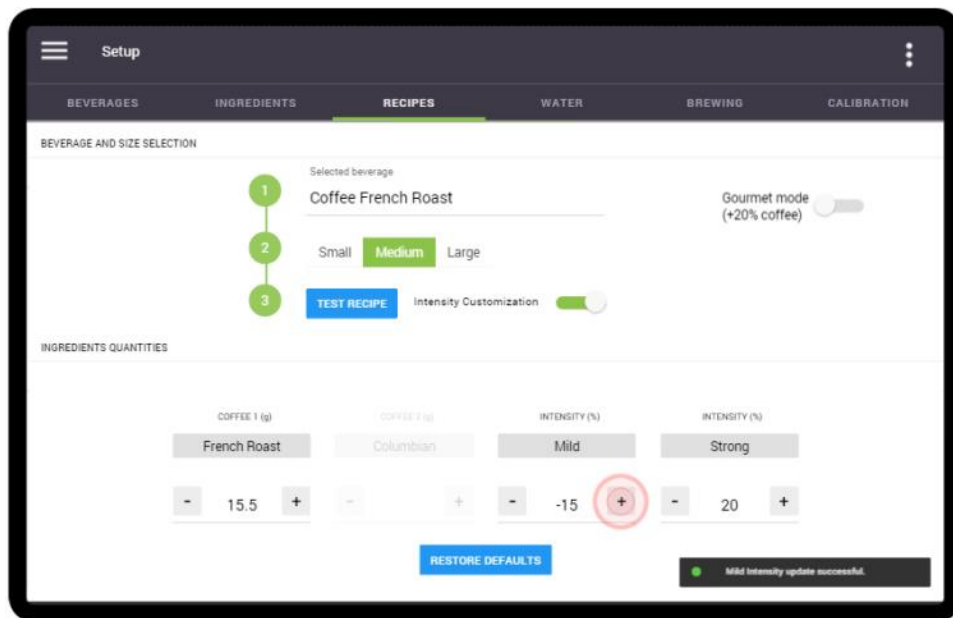 Setup
BEVERAGES INGREDIENTS RECIPES WATER BREWING CALIBRATION
BEVERAGE AND SIZE SELECTION
Selected beverage
1 Coffee French Roast
Gourmet mode
(+20% coffee)
2 Small Medium Large
3 TEST RECIPE Intensity Customization
INGREDIENTS QUANTITIES
COFFEE 1 (g) COFFEE 2 (g) INTENSITY (%) INTENSITY (%)
French Roast Columbian Mild Strong
- 15.5 + - + - -15 + - 20 +
RESTORE DEFAULTS
Mild Intensity update successful.